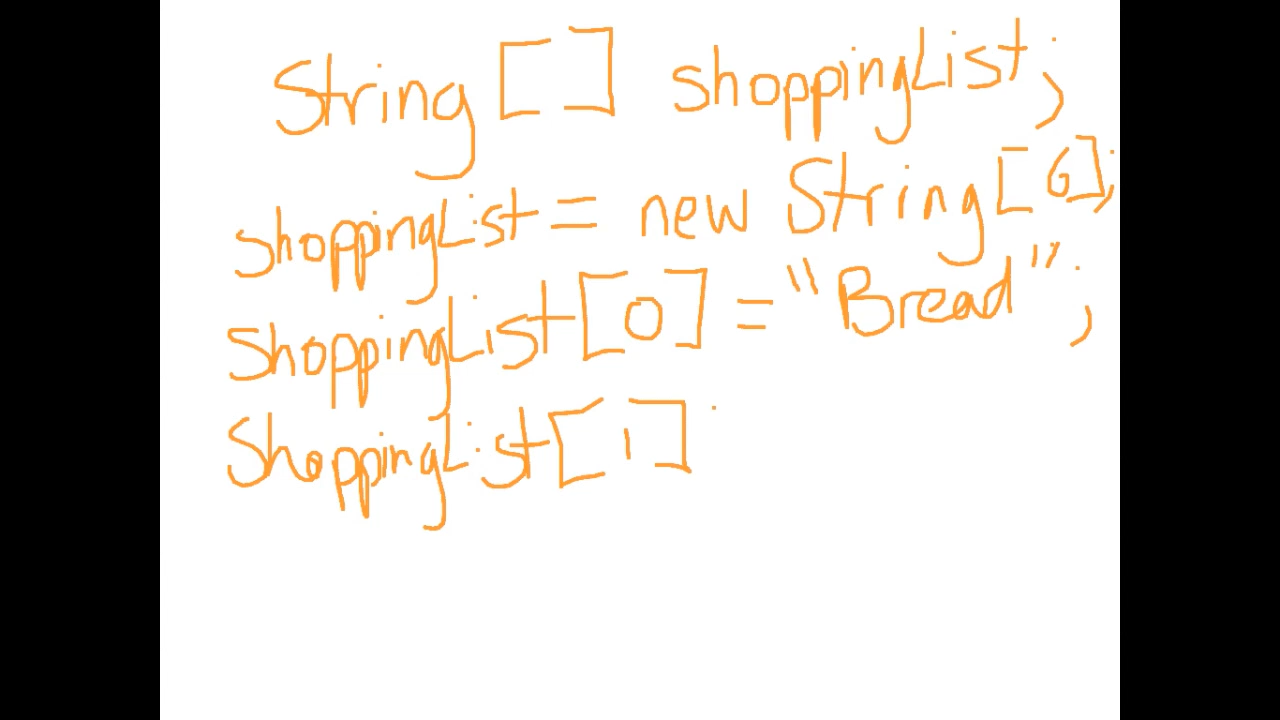 String [ ] shoppingList;
shoppingList = new String[6];
shoppingList[0] = "Bread";
ShoppingList[1]